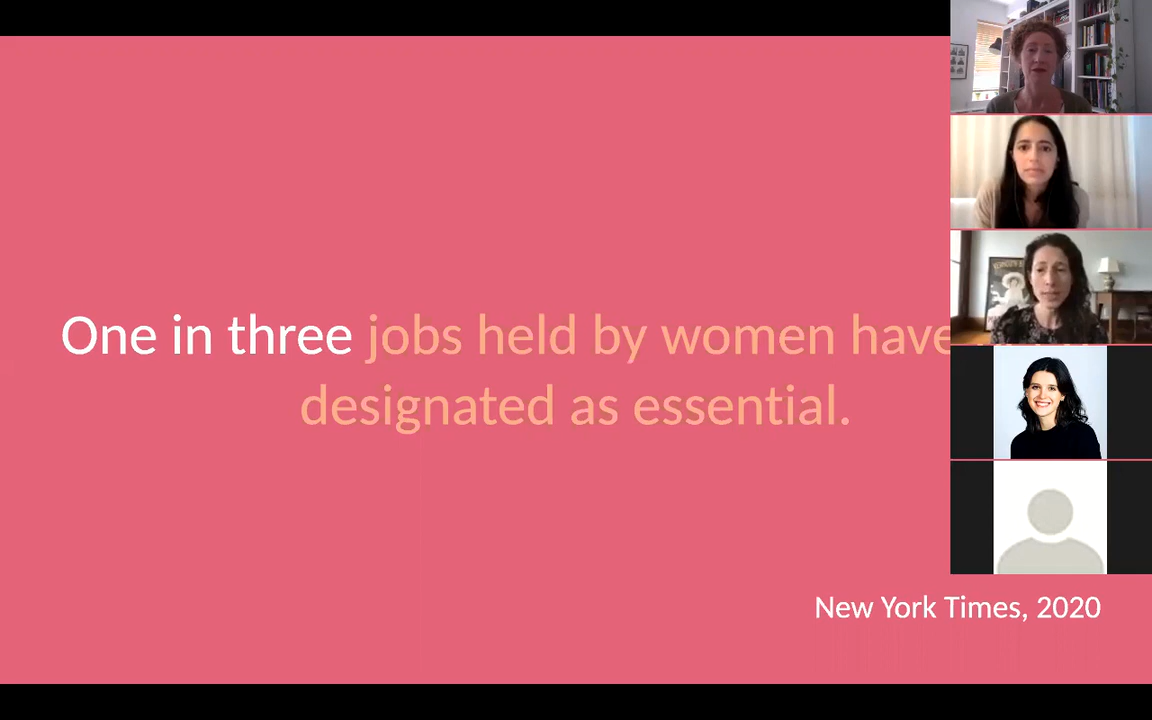 One in three jobs held by women have
designated as essential.
New York Times, 2020